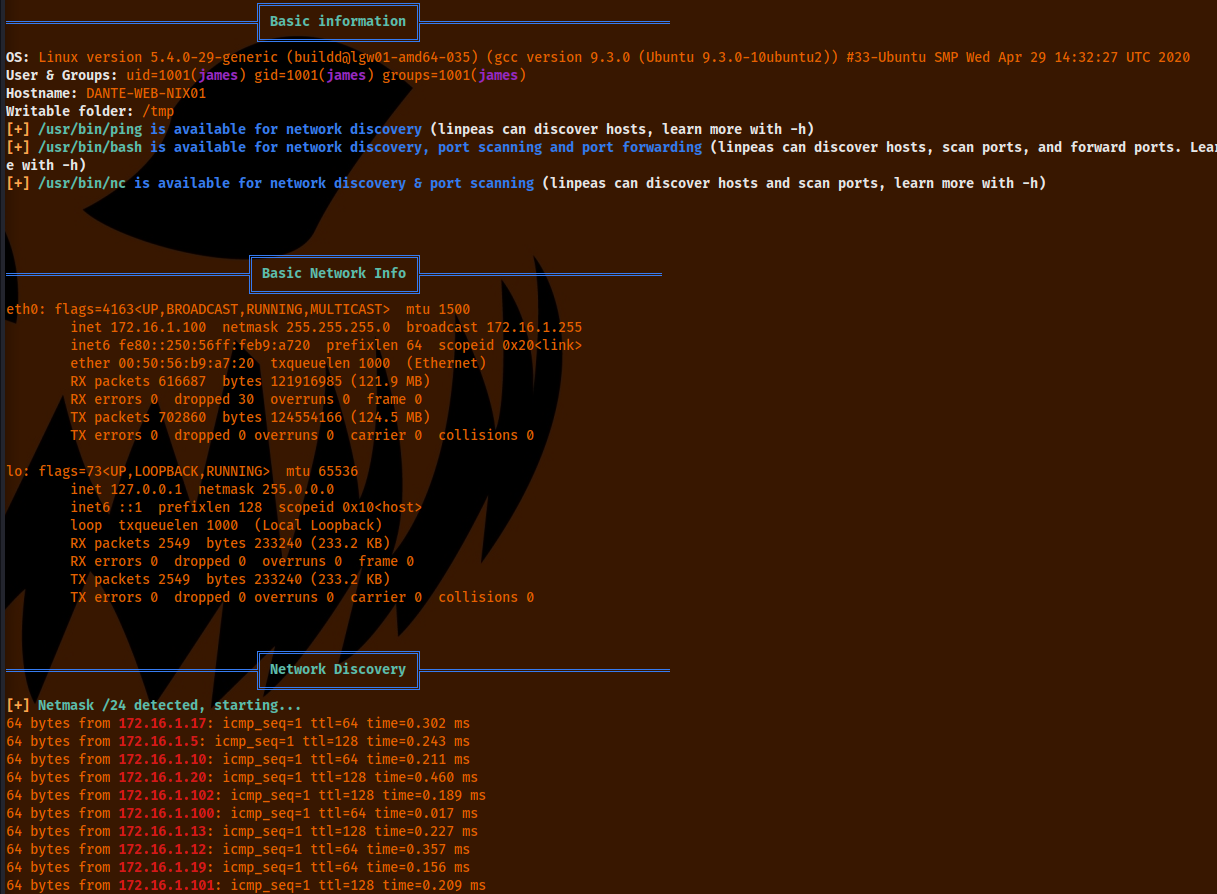 Basic information
OS: Linux version 5.4.0-29-generic (buildd@lgw01-amd64-035) (gcc version 9.3.0 (Ubuntu 9.3.0-10ubuntu2)) #33-Ubuntu SMP Wed Apr 29 14:32:27 UTC 2020
User & Groups: uid=1001(james) gid=1001(james) groups=1001(james)
Hostname: DANTE-WEB-NIX01
Writable folder: /tmp
[+] /usr/bin/ping is available for network discovery (linpeas can discover hosts, learn more with -h)
[+] /usr/bin/bash is available for network discovery, port scanning and port forwarding (linpeas can discover hosts, scan ports, and forward ports. Lear
e with -h)
[+] /usr/bin/nc is available for network discovery & port scanning (linpeas can discover hosts and scan ports, learn more with -h)
Basic Network Info
eth0: flags=4163<UP,BROADCAST,RUNNING,MULTICAST>  mtu 1500
        inet 172.16.1.100  netmask 255.255.255.0  broadcast 172.16.1.255
        inet6 fe80::250:56ff:feb9:a720  prefixlen 64  scopeid 0x20<link>
        ether 00:50:56:b9:a7:20  txqueuelen 1000  (Ethernet)
        RX packets 616687  bytes 121916985 (121.9 MB)
        RX errors 0  dropped 30  overruns 0  frame 0
        TX packets 702860  bytes 124554166 (124.5 MB)
        TX errors 0  dropped 0 overruns 0  carrier 0  collisions 0
lo: flags=73<UP,LOOPBACK,RUNNING>  mtu 65536
        inet 127.0.0.1  netmask 255.0.0.0
        inet6 ::1  prefixlen 128  scopeid 0x10<host>
        loop  txqueuelen 1000  (Local Loopback)
        RX packets 2549  bytes 233240 (233.2 KB)
        RX errors 0  dropped 0  overruns 0  frame 0
        TX packets 2549  bytes 233240 (233.2 KB)
        TX errors 0  dropped 0 overruns 0  carrier 0  collisions 0
Network Discovery
[+] Netmask /24 detected, starting...
64 bytes from 172.16.1.17: icmp_seq=1 ttl=64 time=0.302 ms
64 bytes from 172.16.1.5: icmp_seq=1 ttl=128 time=0.243 ms
64 bytes from 172.16.1.10: icmp_seq=1 ttl=64 time=0.211 ms
64 bytes from 172.16.1.20: icmp_seq=1 ttl=128 time=0.460 ms
64 bytes from 172.16.1.102: icmp_seq=1 ttl=128 time=0.189 ms
64 bytes from 172.16.1.100: icmp_seq=1 ttl=64 time=0.017 ms
64 bytes from 172.16.1.13: icmp_seq=1 ttl=128 time=0.227 ms
64 bytes from 172.16.1.12: icmp_seq=1 ttl=64 time=0.357 ms
64 bytes from 172.16.1.19: icmp_seq=1 ttl=64 time=0.156 ms
64 bytes from 172.16.1.101: icmp_seq=1 ttl=128 time=0.209 ms